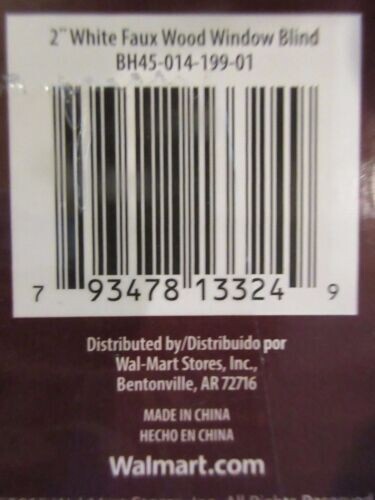 2" White Faux Wood Window Blind
BH45-014-199-01
7 93478 13324 9
Distributed by/Distribuido por
Wal-Mart Stores, Inc.,
Bentonville, AR 72716
MADE IN CHINA
HECHO EN CHINA
Walmart.com